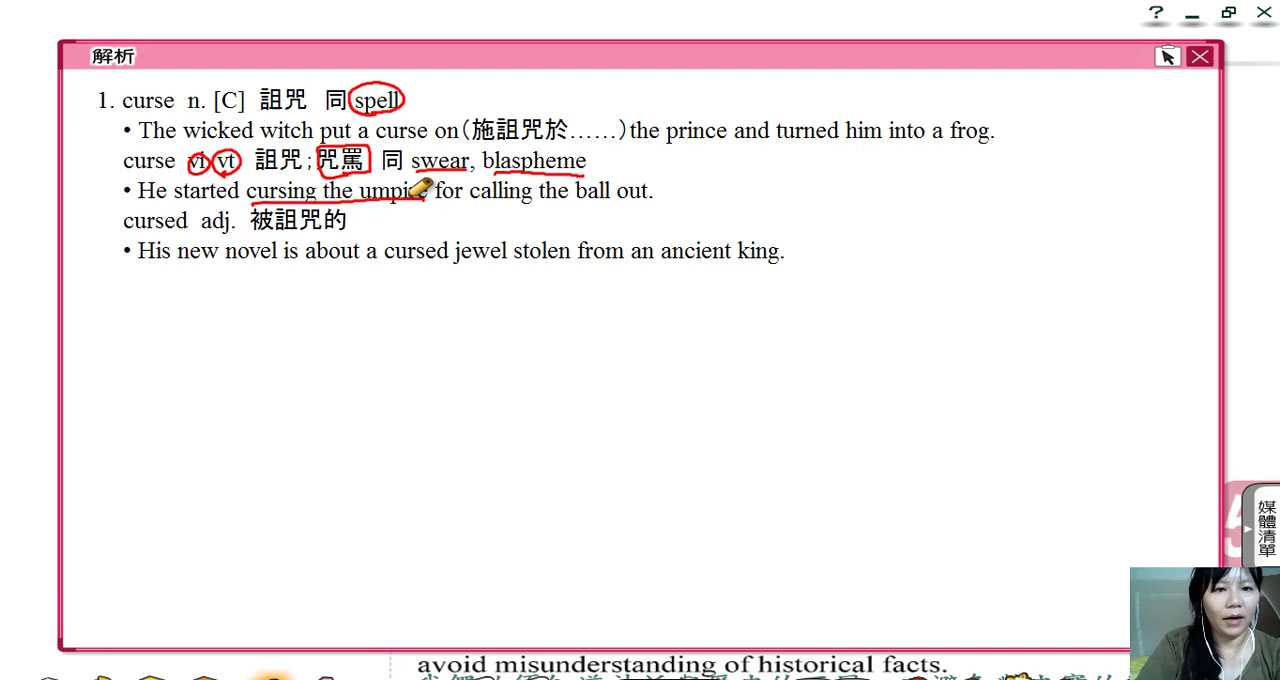 ?
解析
1. curse n. [C] 詛咒 同 spell
• The wicked witch put a curse on（施詛咒於……）the prince and turned him into a frog.
curse vi vt 詛咒；咒罵 同 swear, blaspheme
• He started cursing the umpire for calling the ball out.
cursed adj. 被詛咒的
• His new novel is about a cursed jewel stolen from an ancient king.
媒體清單
avoid misunderstanding of historical facts.